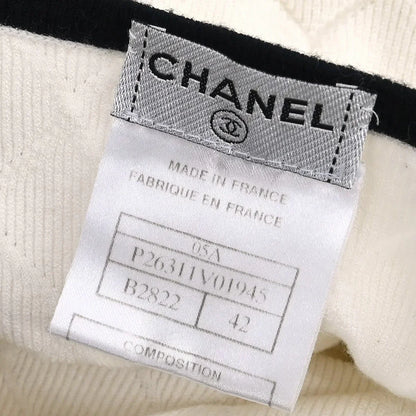 CHANEL
MADE IN FRANCE
FABRIQUE EN FRANCE
05A
P26311V01945
B2822 42
COMPOSITION